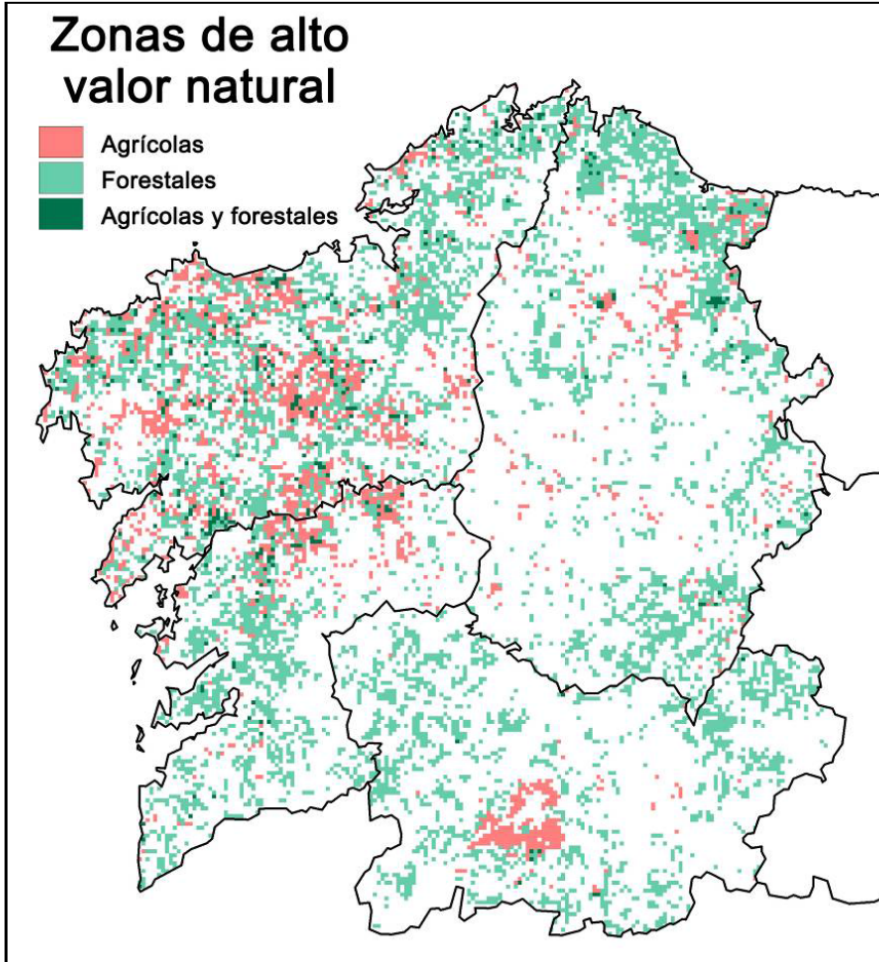 Zonas de alto
valor natural
Agrícolas
Forestales
Agrícolas y forestales